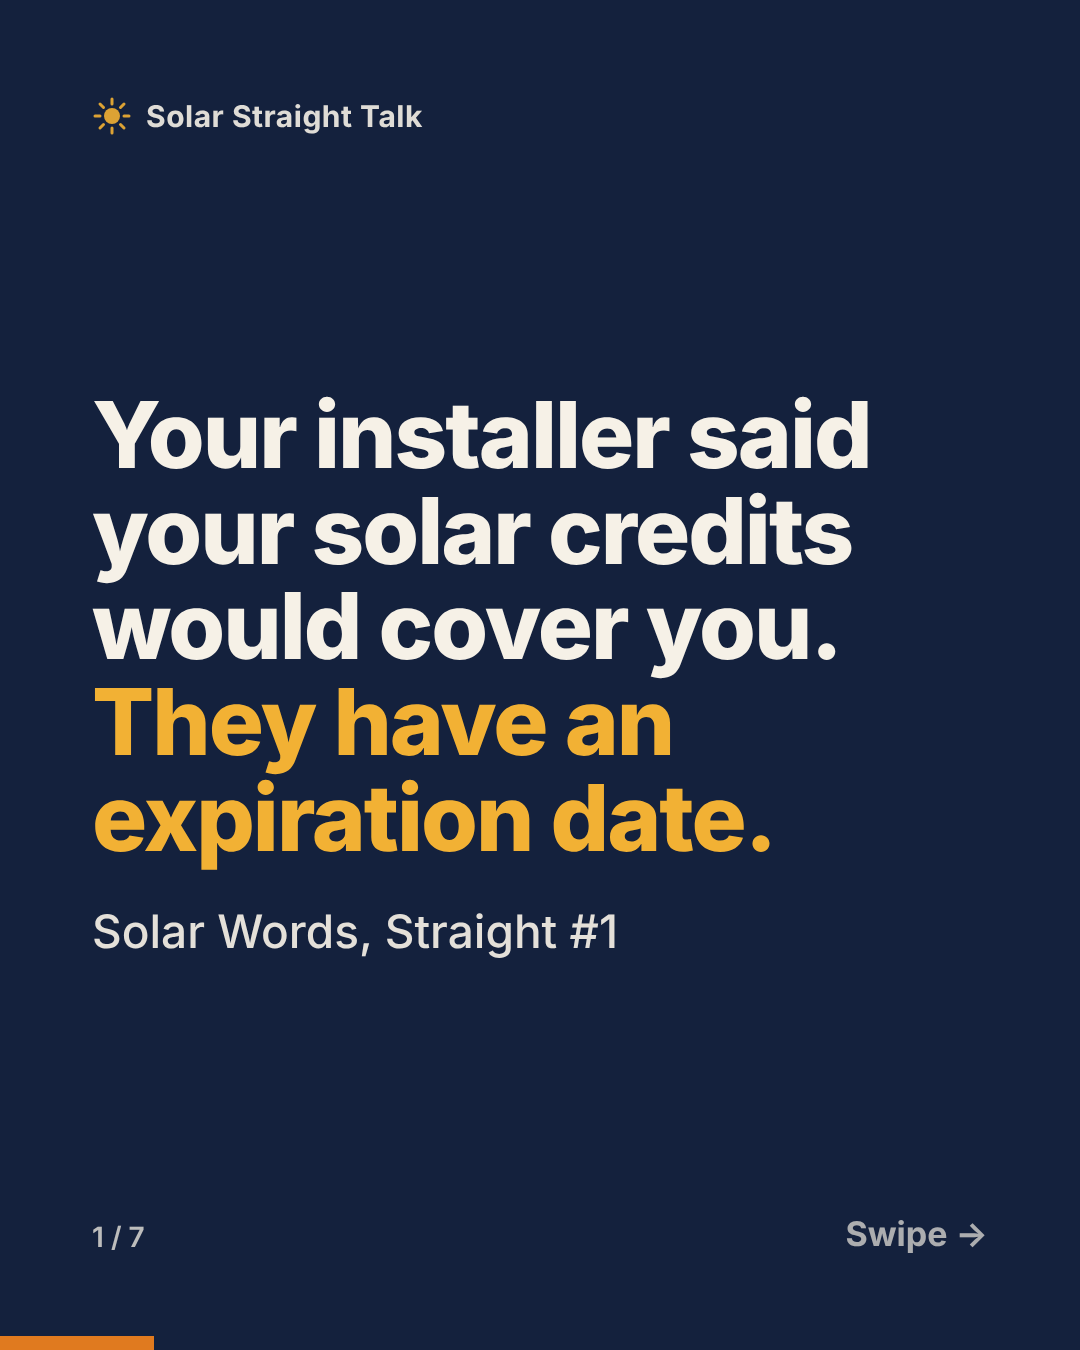 Solar Straight Talk
Your installer said
your solar credits
would cover you.
They have an
expiration date.
Solar Words, Straight #1
1 / 7
Swipe →